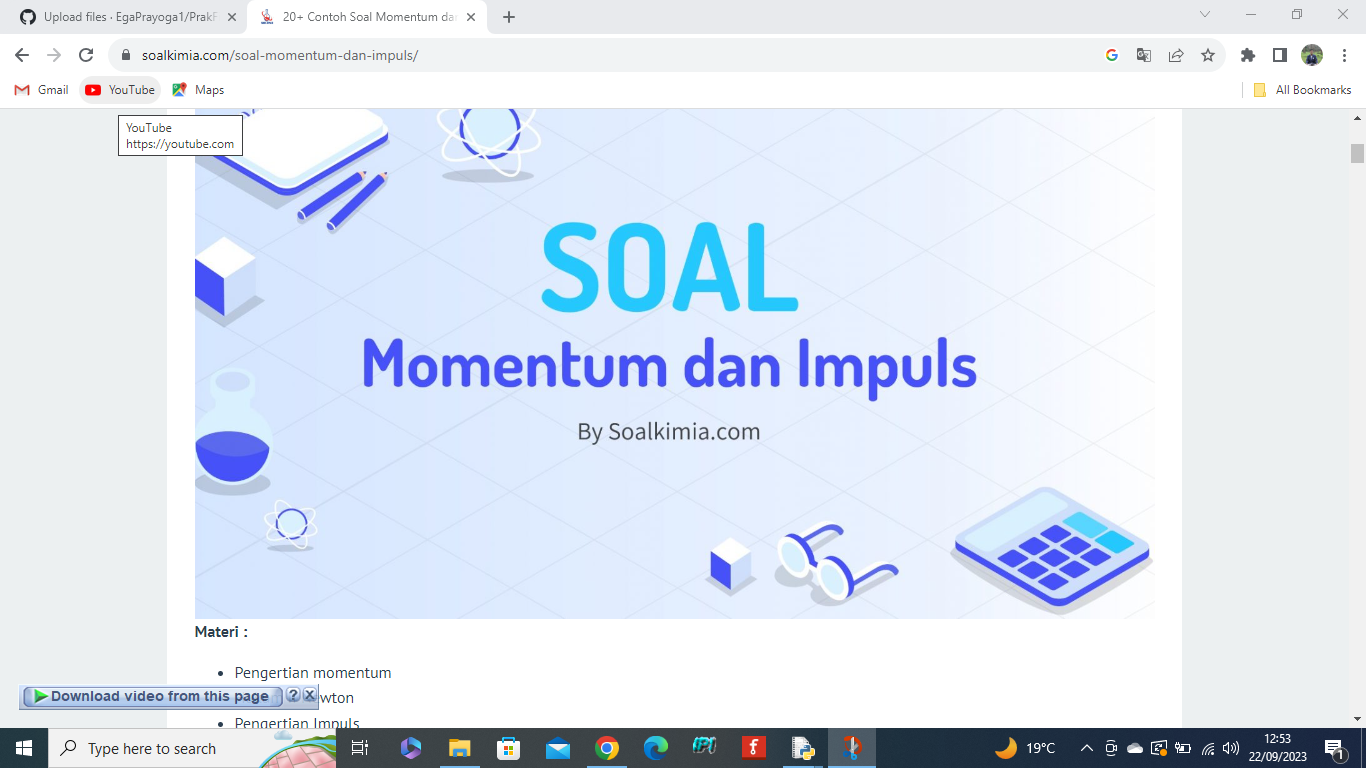 Upload files · EgaPrayoga1/PrakF
20+ Contoh Soal Momentum da
soalkimia.com/soal-momentum-dan-impuls/
Gmail
YouTube
Maps
All Bookmarks
YouTube
https://youtube.com
SOAL
Momentum dan Impuls
By Soalkimia.com
Materi :
Pengertian momentum
wton
Pengertian Impuls
Download video from this page
Type here to search
19°C
12:53
22/09/2023
1